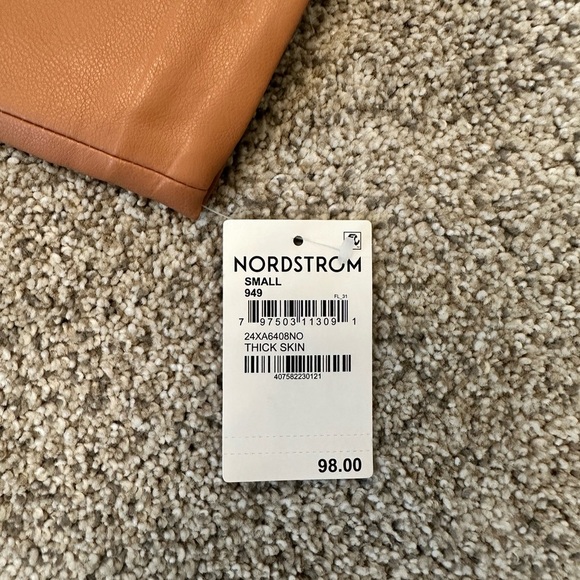 NORDSTROM
SMALL
949
FL_31
7 97503 11309 1
24XA6408NO
THICK SKIN
407582230121
98.00